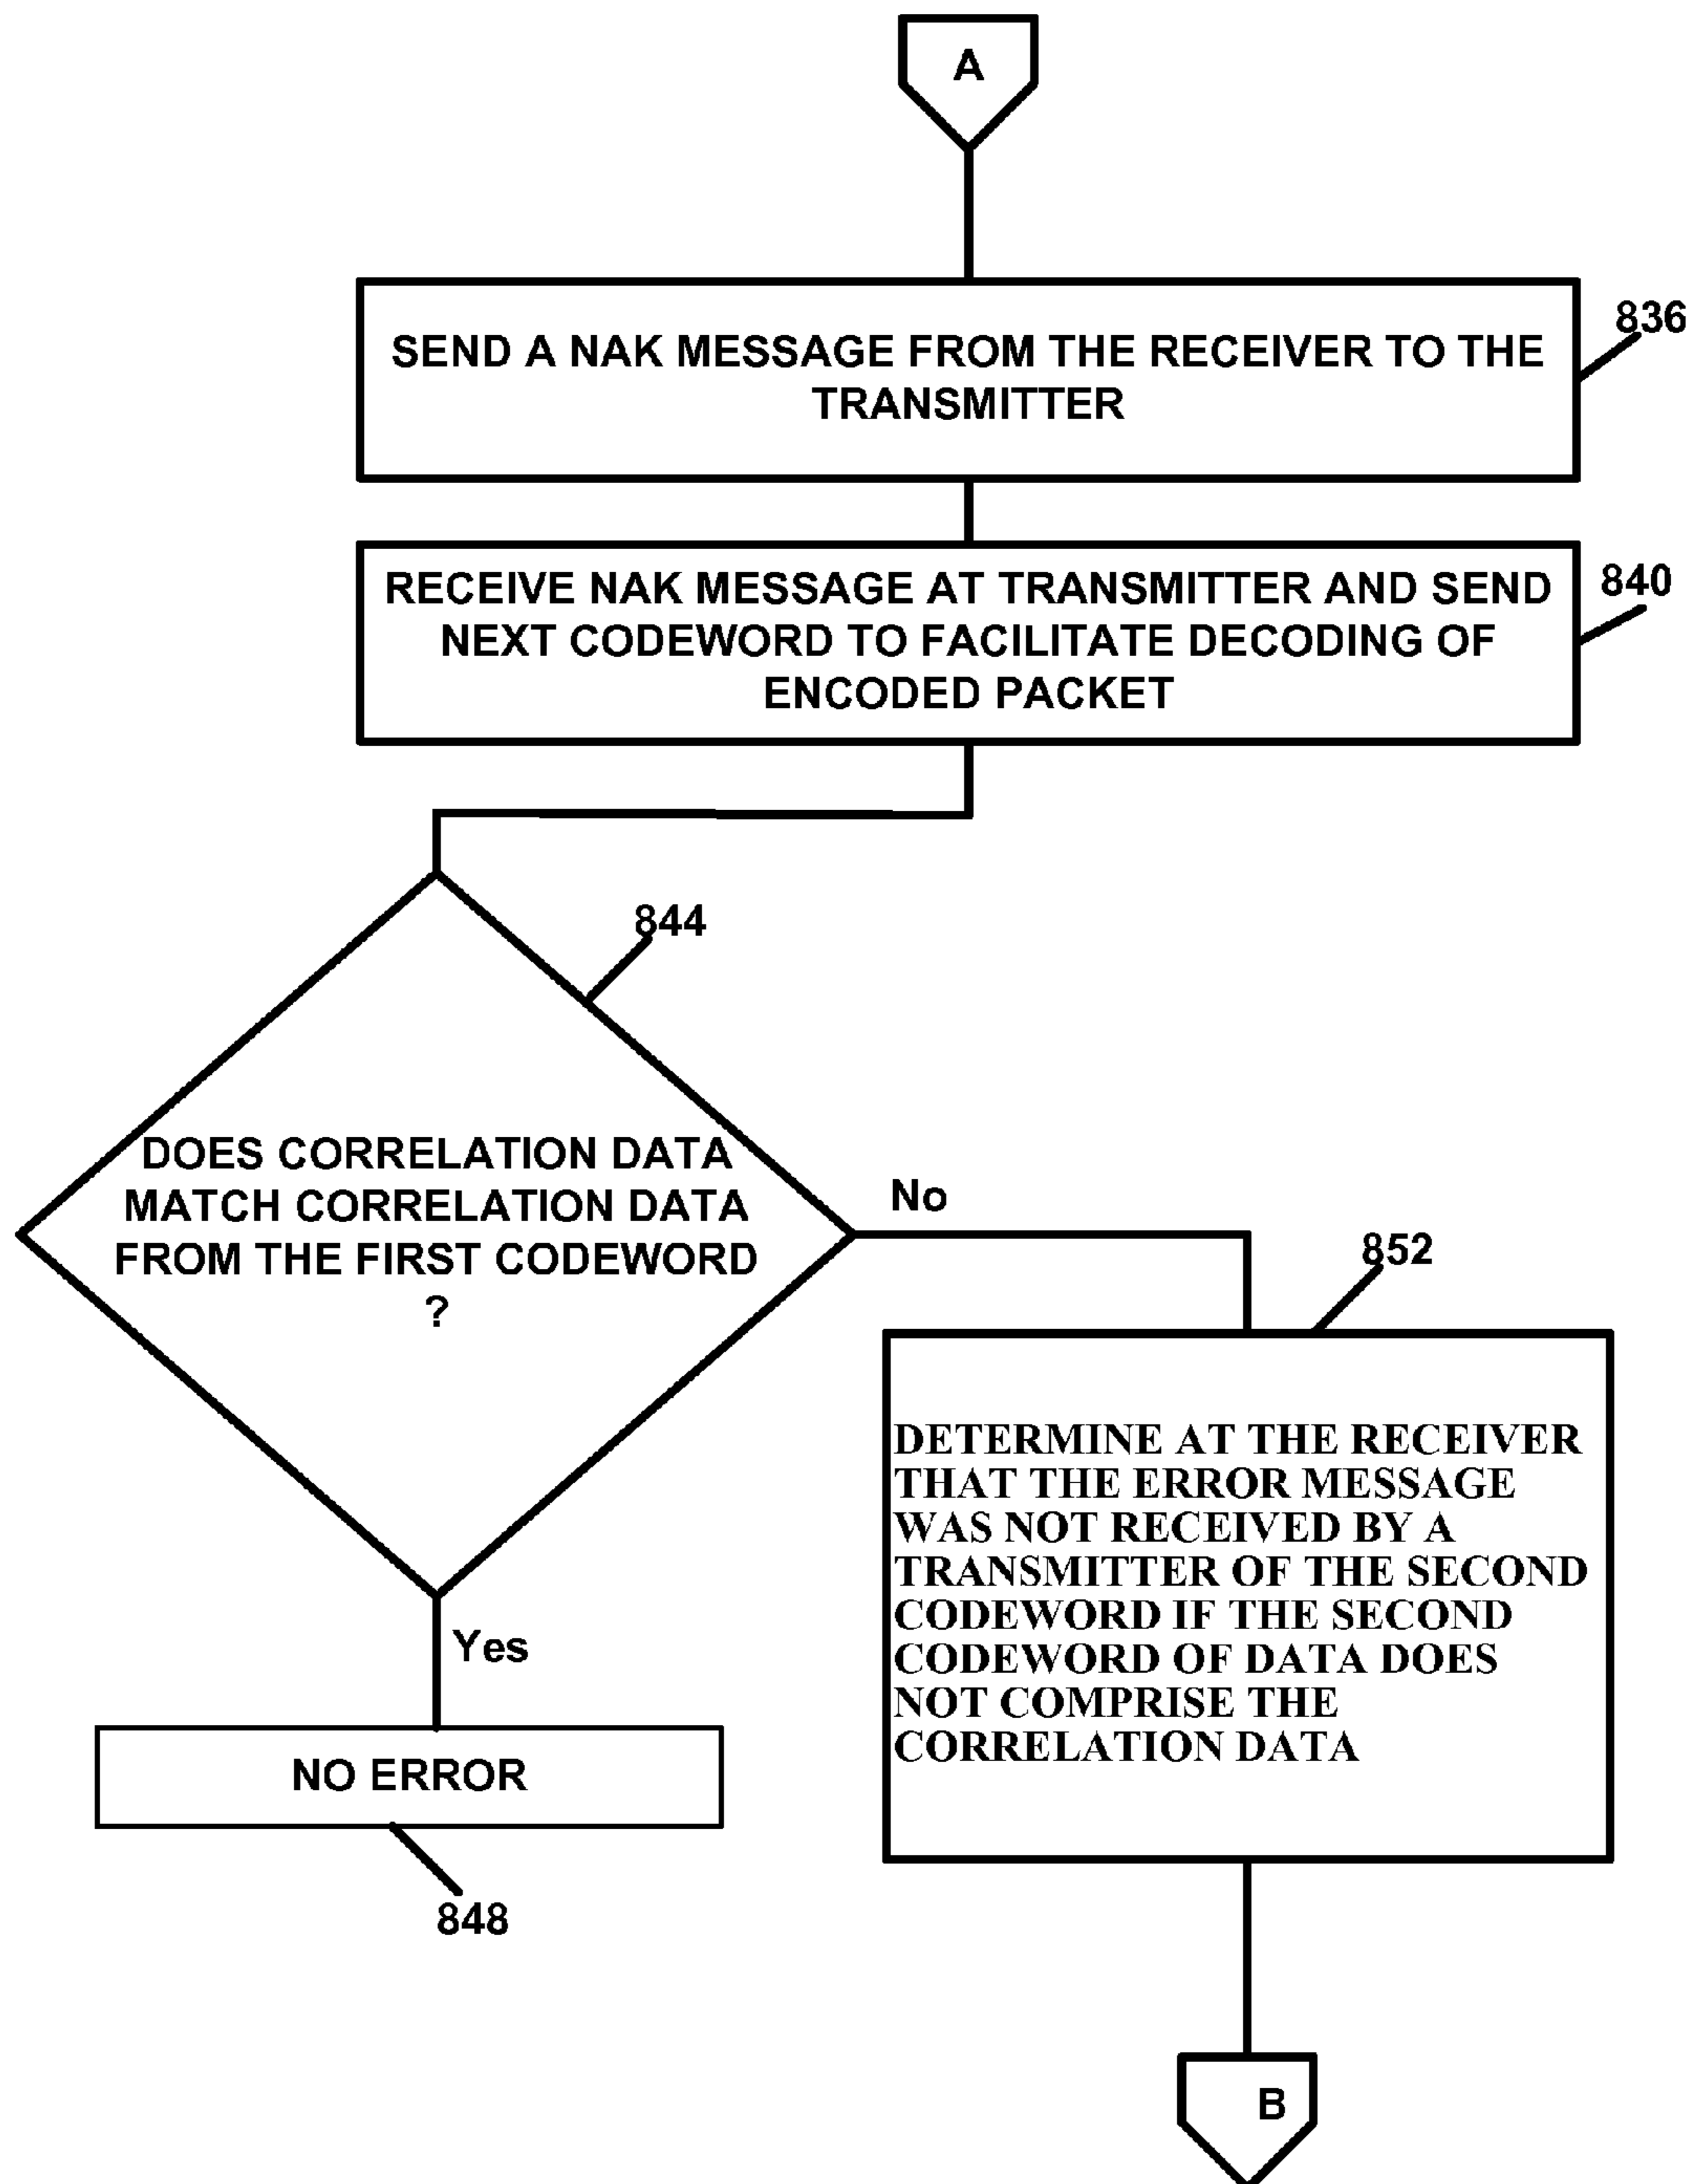 A
836
SEND A NAK MESSAGE FROM THE RECEIVER TO THE
TRANSMITTER
840
RECEIVE NAK MESSAGE AT TRANSMITTER AND SEND
NEXT CODEWORD TO FACILITATE DECODING OF
ENCODED PACKET
844
DOES CORRELATION DATA
MATCH CORRELATION DATA
FROM THE FIRST CODEWORD
?
No
852
DETERMINE AT THE RECEIVER
THAT THE ERROR MESSAGE
WAS NOT RECEIVED BY A
TRANSMITTER OF THE SECOND
CODEWORD IF THE SECOND
CODEWORD OF DATA DOES
NOT COMPRISE THE
CORRELATION DATA
Yes
NO ERROR
848
B